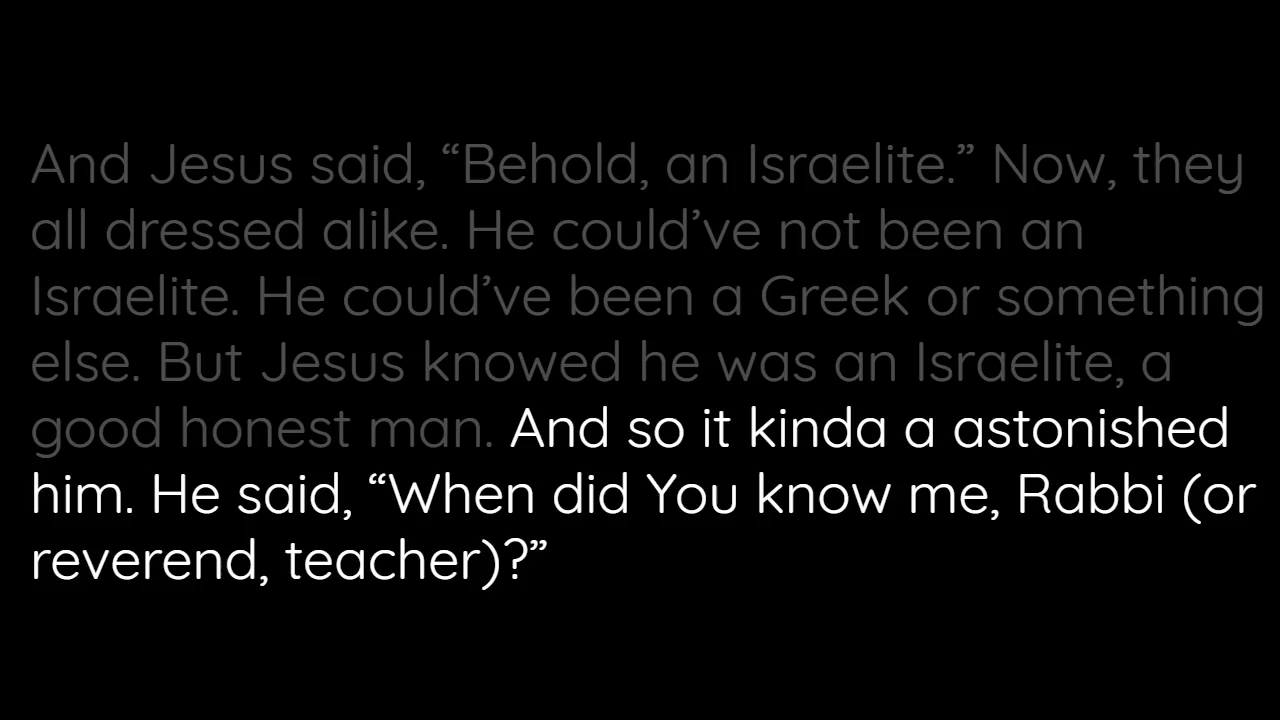 And Jesus said, “Behold, an Israelite.” Now, they
all dressed alike. He could’ve not been an
Israelite. He could’ve been a Greek or something
else. But Jesus knowed he was an Israelite, a
good honest man. And so it kinda a astonished
him. He said, “When did You know me, Rabbi (or
reverend, teacher)?”